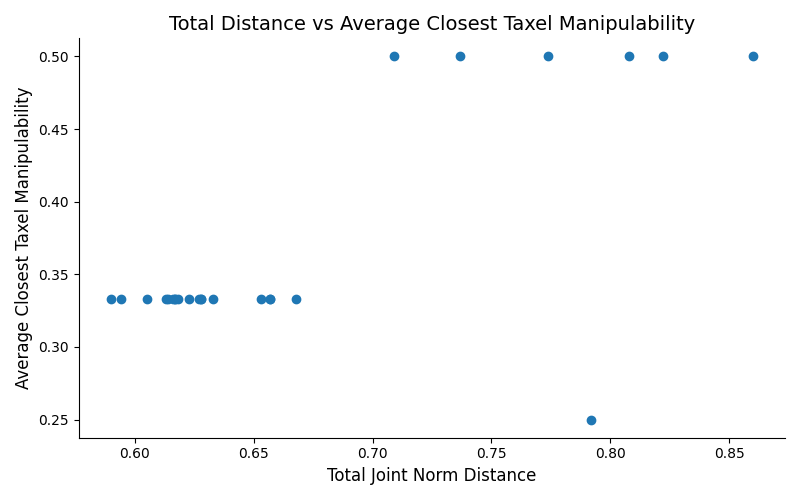 Total Distance vs Average Closest Taxel Manipulability
Average Closest Taxel Manipulability
0.50
0.45
0.40
0.35
0.30
0.25
0.60 0.65 0.70 0.75 0.80 0.85
Total Joint Norm Distance